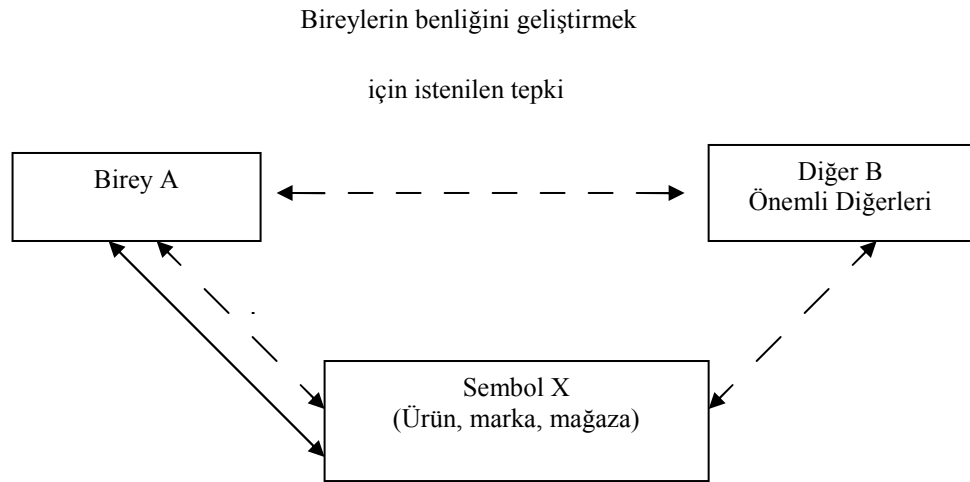 Bireylerin benliğini geliştirmek
için istenilen tepki
Birey A
Diğer B
Önemli Diğerleri
Sembol X
(Ürün, marka, mağaza)